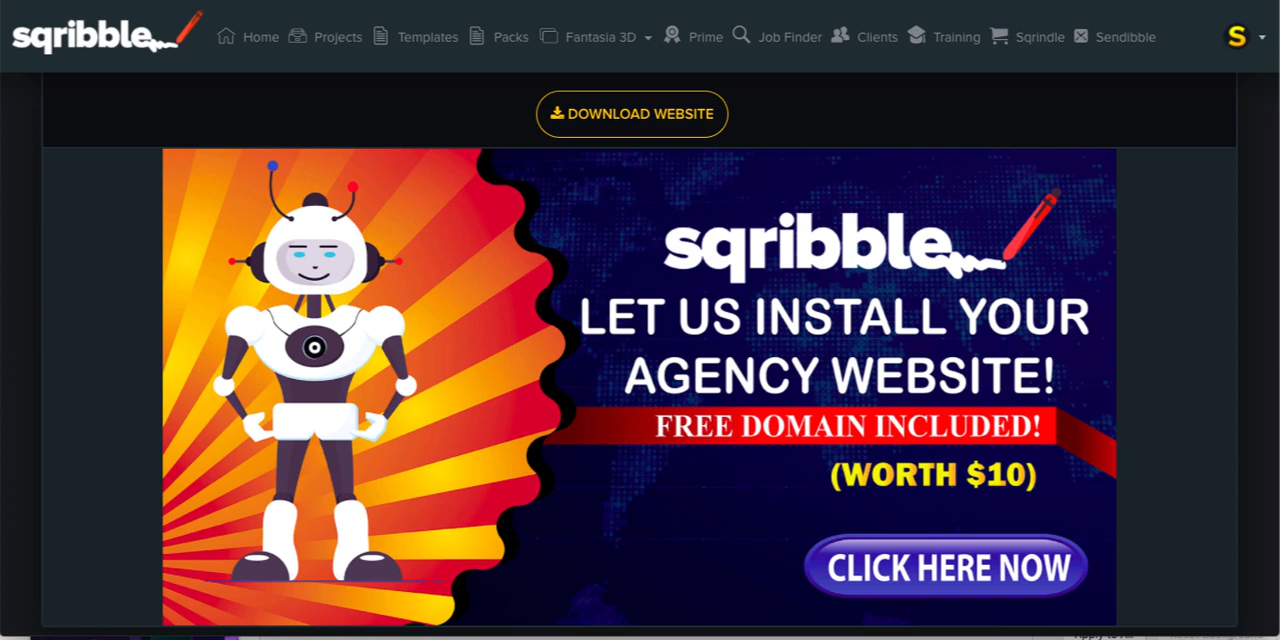 sqribble
Home
Projects
Templates
Packs
Fantasia 3D
Prime
Job Finder
Clients
Training
Sqrindle
Sendibble
S
DOWNLOAD WEBSITE
sqribble
LET US INSTALL YOUR
AGENCY WEBSITE!
FREE DOMAIN INCLUDED!
(WORTH $10)
CLICK HERE NOW